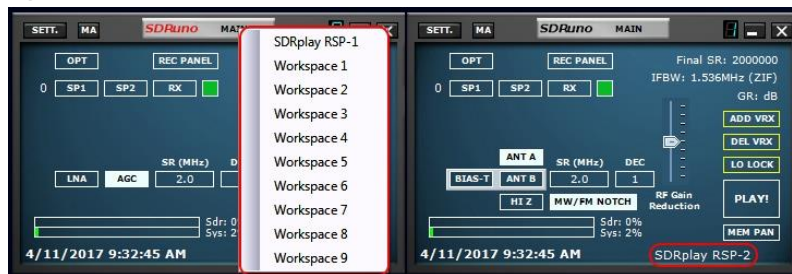 SETT. MA SDRuno MAIN
OPT REC PANEL
0 SP1 SP2 RX
SR (MHz)
LNA AGC 2.0
Sdr: 0
Sys: 2
4/11/2017 9:32:45 AM
SDRplay RSP-1
Workspace 1
Workspace 2
Workspace 3
Workspace 4
Workspace 5
Workspace 6
Workspace 7
Workspace 8
Workspace 9
SETT. MA SDRuno MAIN
OPT REC PANEL Final SR: 2000000
IFBW: 1.536MHz (ZIF)
0 SP1 SP2 RX GR: dB
ADD VRX
DEL VRX
ANT A SR (MHz) DEC LO LOCK
BIAS-T ANT B 2.0 1
HI Z MW/FM NOTCH RF Gain Reduction PLAY!
Sdr: 0%
Sys: 2% MEM PAN
4/11/2017 9:32:45 AM SDRplay RSP-2